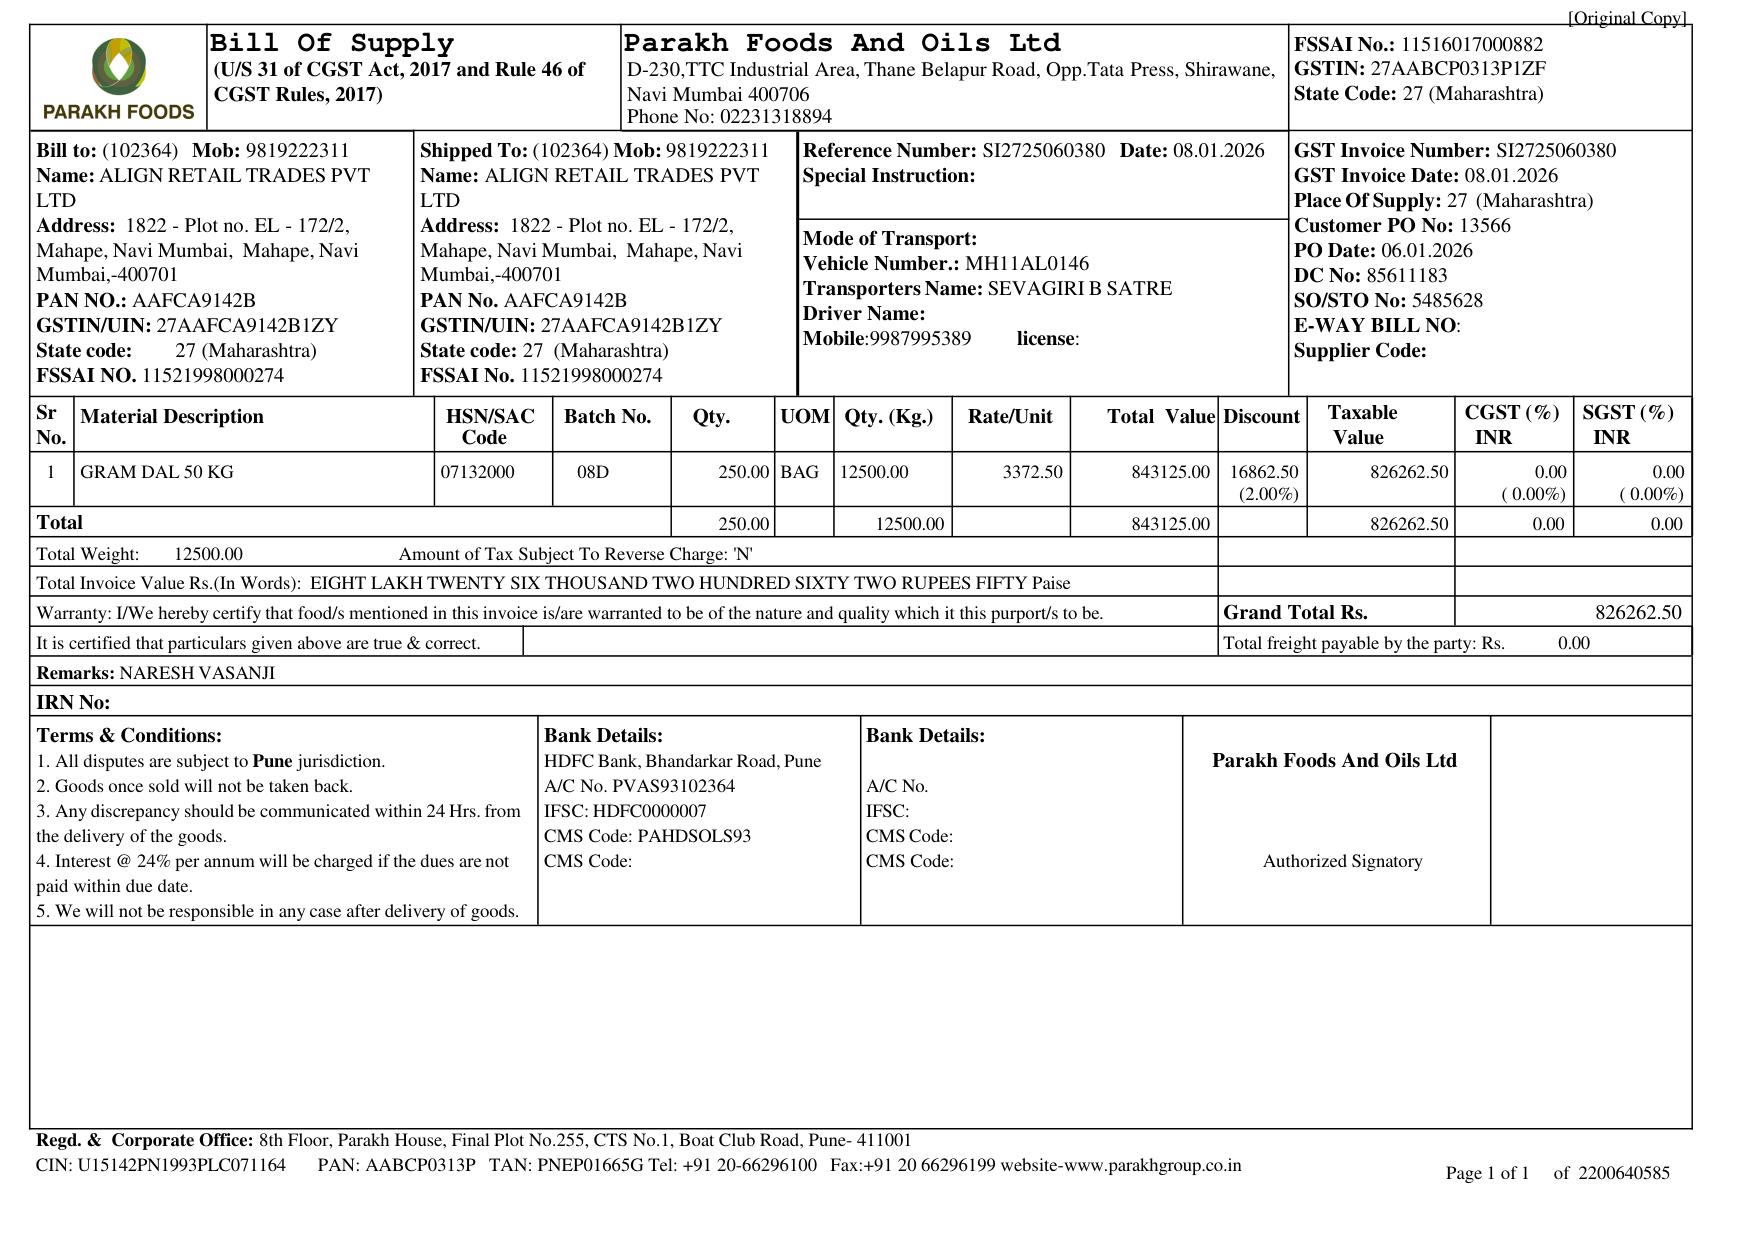 [Original Copy]
PARAKH FOODS
Bill Of Supply
(U/S 31 of CGST Act, 2017 and Rule 46 of
CGST Rules, 2017)
Parakh Foods And Oils Ltd
D-230,TTC Industrial Area, Thane Belapur Road, Opp.Tata Press, Shirawane,
Navi Mumbai 400706
Phone No: 02231318894
FSSAI No.: 11516017000882
GSTIN: 27AABCP0313P1ZF
State Code: 27 (Maharashtra)
Bill to: (102364) Mob: 9819222311
Name: ALIGN RETAIL TRADES PVT
LTD
Address: 1822 - Plot no. EL - 172/2,
Mahape, Navi Mumbai, Mahape, Navi
Mumbai,-400701
PAN NO.: AAFCA9142B
GSTIN/UIN: 27AAFCA9142B1ZY
State code: 27 (Maharashtra)
FSSAI NO. 11521998000274
Shipped To: (102364) Mob: 9819222311
Name: ALIGN RETAIL TRADES PVT
LTD
Address: 1822 - Plot no. EL - 172/2,
Mahape, Navi Mumbai, Mahape, Navi
Mumbai,-400701
PAN No. AAFCA9142B
GSTIN/UIN: 27AAFCA9142B1ZY
State code: 27 (Maharashtra)
FSSAI No. 11521998000274
Reference Number: SI2725060380 Date: 08.01.2026
Special Instruction:
Mode of Transport:
Vehicle Number.: MH11AL0146
Transporters Name: SEVAGIRI B SATRE
Driver Name:
Mobile:9987995389 license:
GST Invoice Number: SI2725060380
GST Invoice Date: 08.01.2026
Place Of Supply: 27 (Maharashtra)
Customer PO No: 13566
PO Date: 06.01.2026
DC No: 85611183
SO/STO No: 5485628
E-WAY BILL NO:
Supplier Code:
Sr No. Material Description HSN/SAC Code Batch No. Qty. UOM Qty. (Kg.) Rate/Unit Total Value Discount Taxable Value CGST (%) INR SGST (%) INR
1 GRAM DAL 50 KG 07132000 08D 250.00 BAG 12500.00 3372.50 843125.00 16862.50 826262.50 0.00 0.00
(2.00%) ( 0.00%) ( 0.00%)
Total 250.00 12500.00 843125.00 826262.50 0.00 0.00
Total Weight: 12500.00 Amount of Tax Subject To Reverse Charge: 'N'
Total Invoice Value Rs.(In Words): EIGHT LAKH TWENTY SIX THOUSAND TWO HUNDRED SIXTY TWO RUPEES FIFTY Paise
Warranty: I/We hereby certify that food/s mentioned in this invoice is/are warranted to be of the nature and quality which it this purport/s to be. Grand Total Rs. 826262.50
It is certified that particulars given above are true & correct. Total freight payable by the party: Rs. 0.00
Remarks: NARESH VASANJI
IRN No:
Terms & Conditions:
1. All disputes are subject to Pune jurisdiction.
2. Goods once sold will not be taken back.
3. Any discrepancy should be communicated within 24 Hrs. from
the delivery of the goods.
4. Interest @ 24% per annum will be charged if the dues are not
paid within due date.
5. We will not be responsible in any case after delivery of goods.
Bank Details:
HDFC Bank, Bhandarkar Road, Pune
A/C No. PVAS93102364
IFSC: HDFC0000007
CMS Code: PAHDSOLS93
CMS Code:
Bank Details:
A/C No.
IFSC:
CMS Code:
CMS Code:
Parakh Foods And Oils Ltd
Authorized Signatory
Regd. & Corporate Office: 8th Floor, Parakh House, Final Plot No.255, CTS No.1, Boat Club Road, Pune- 411001
CIN: U15142PN1993PLC071164 PAN: AABCP0313P TAN: PNEP01665G Tel: +91 20-66296100 Fax:+91 20 66296199 website-www.parakhgroup.co.in
Page 1 of 1 of 2200640585